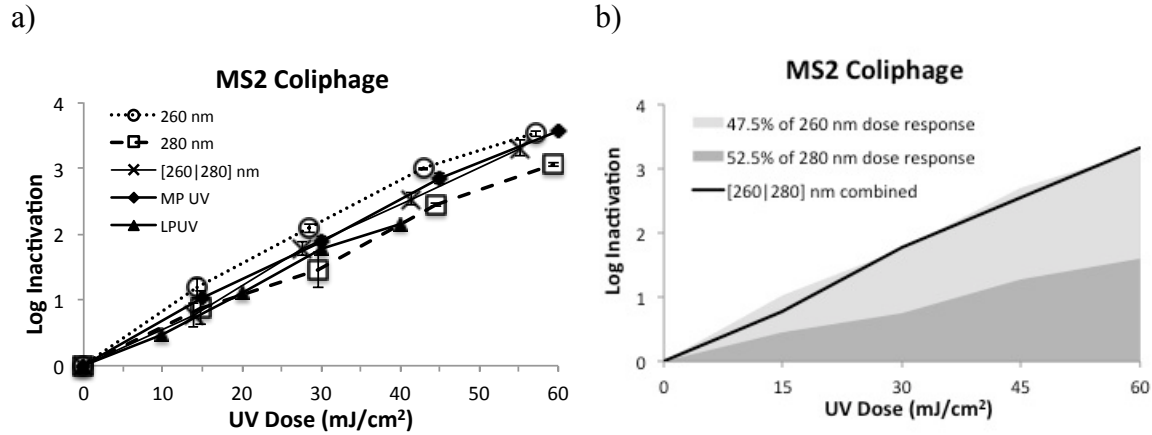 a)
MS2 Coliphage
260 nm
280 nm
[260|280] nm
MP UV
LPUV
Log Inactivation
4
3
2
1
0
0 10 20 30 40 50 60
UV Dose (mJ/cm²)
b)
MS2 Coliphage
47.5% of 260 nm dose response
52.5% of 280 nm dose response
[260|280] nm combined
Log Inactivation
4
3
2
1
0
0 15 30 45 60
UV Dose (mJ/cm²)